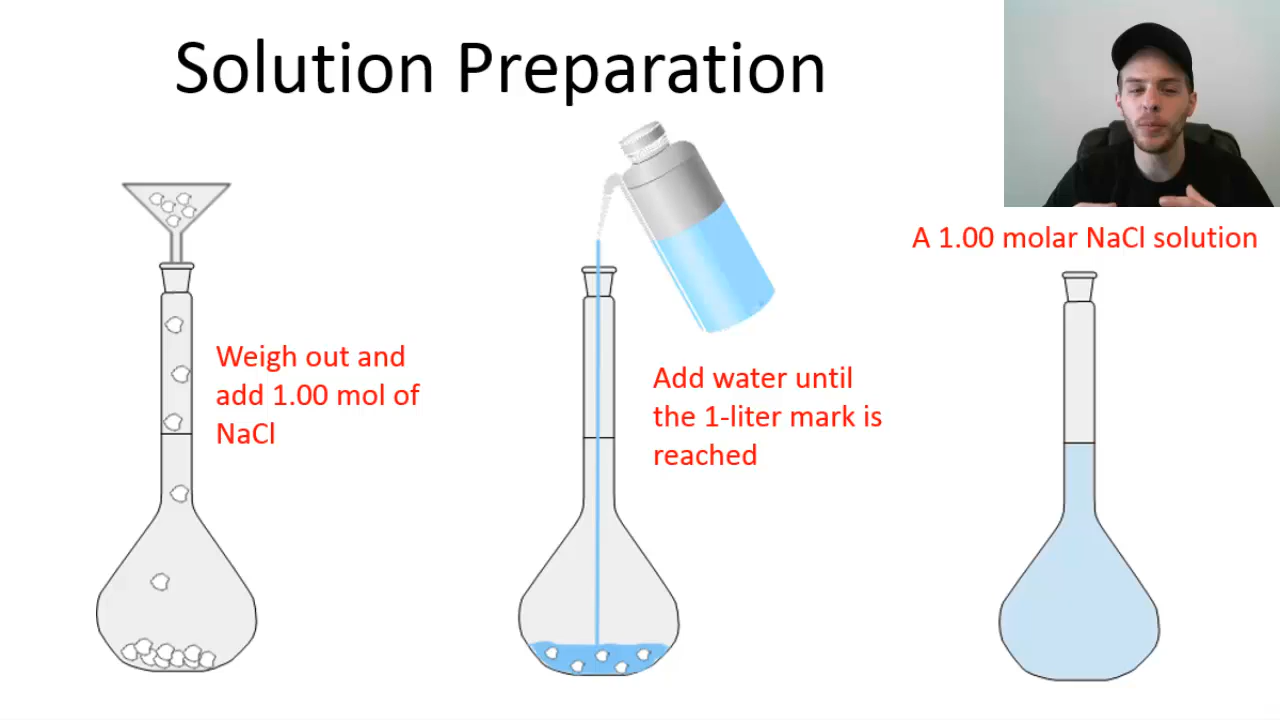 Solution Preparation
Weigh out and
add 1.00 mol of
NaCl
Add water until
the 1-liter mark is
reached
A 1.00 molar NaCl solution